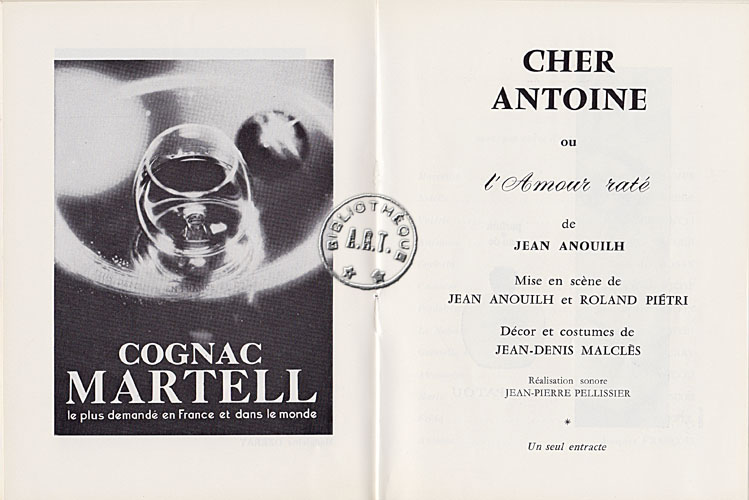 COGNAC
MARTELL
le plus demandé en France et dans le monde
BIBLIOTHÈQUE
A.R.T.
CHER
ANTOINE
ou
l'Amour raté
de
JEAN ANOUILH
Mise en scène de
JEAN ANOUILH et ROLAND PIÉTRI
Décor et costumes de
JEAN-DENIS MALCLÈS
Réalisation sonore
JEAN-PIERRE PELLISSIER
*
Un seul entracte